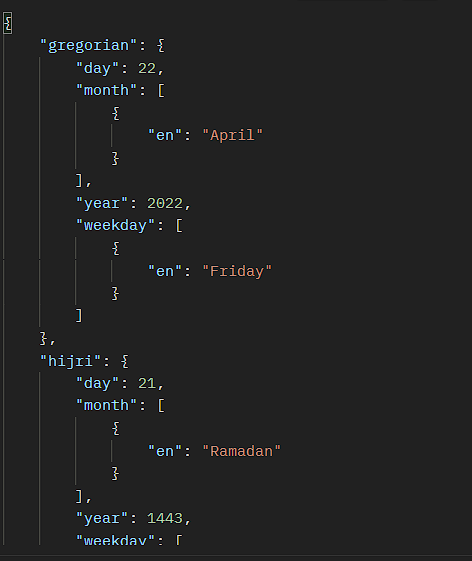 {
"gregorian": {
"day": 22,
"month": [
{
"en": "April"
}
],
"year": 2022,
"weekday": [
{
"en": "Friday"
}
]
},
"hijri": {
"day": 21,
"month": [
{
"en": "Ramadan"
}
],
"year": 1443,
"weekday": [